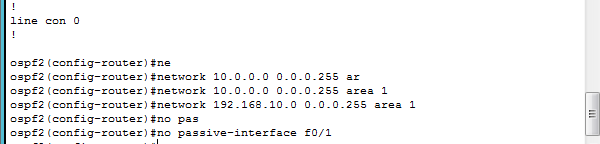 !
line con 0
!
ospf2(config-router)#ne
ospf2(config-router)#network 10.0.0.0 0.0.0.255 ar
ospf2(config-router)#network 10.0.0.0 0.0.0.255 area 1
ospf2(config-router)#network 192.168.10.0 0.0.0.255 area 1
ospf2(config-router)#no pas
ospf2(config-router)#no passive-interface f0/1